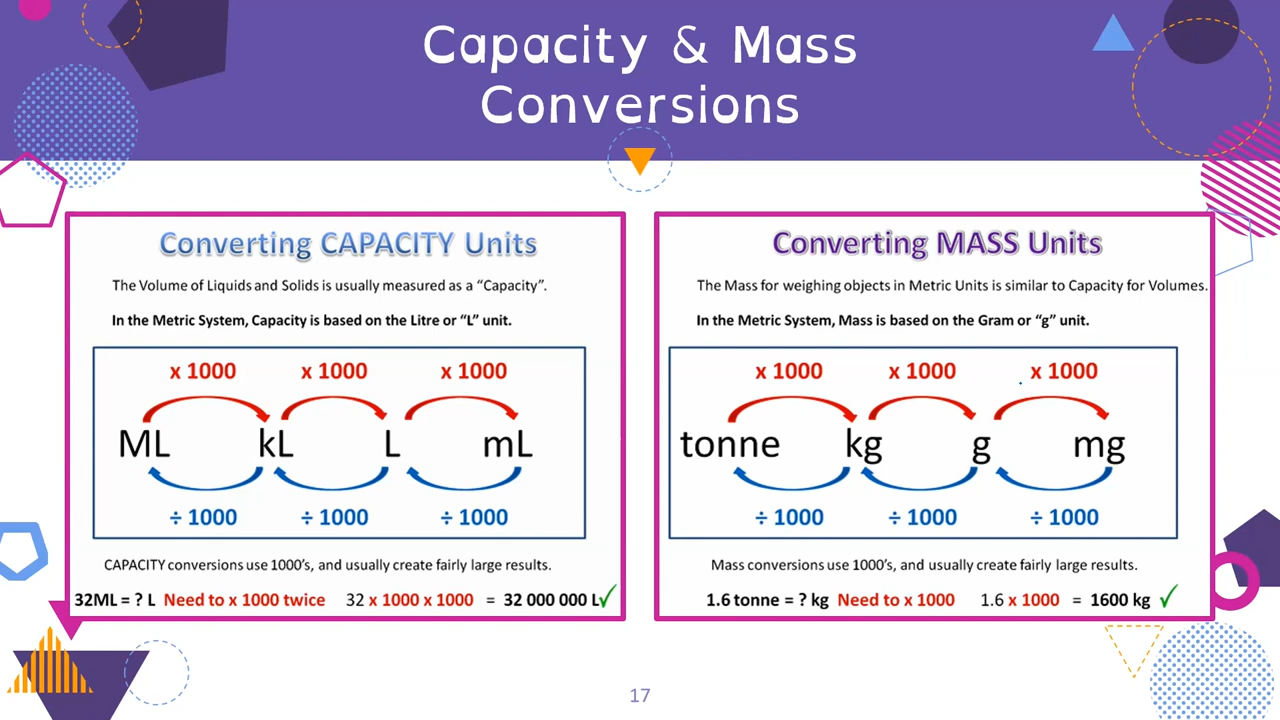 Capacity & Mass
Conversions
Converting CAPACITY Units
The Volume of Liquids and Solids is usually measured as a “Capacity”.
In the Metric System, Capacity is based on the Litre or “L” unit.
x 1000 x 1000 x 1000
ML kL L mL
÷ 1000 ÷ 1000 ÷ 1000
CAPACITY conversions use 1000’s, and usually create fairly large results.
32ML = ? L Need to x 1000 twice 32 x 1000 x 1000 = 32 000 000 L✓
Converting MASS Units
The Mass for weighing objects in Metric Units is similar to Capacity for Volumes.
In the Metric System, Mass is based on the Gram or “g” unit.
x 1000 x 1000 x 1000
tonne kg g mg
÷ 1000 ÷ 1000 ÷ 1000
Mass conversions use 1000’s, and usually create fairly large results.
1.6 tonne = ? kg Need to x 1000 1.6 x 1000 = 1600 kg ✓
17